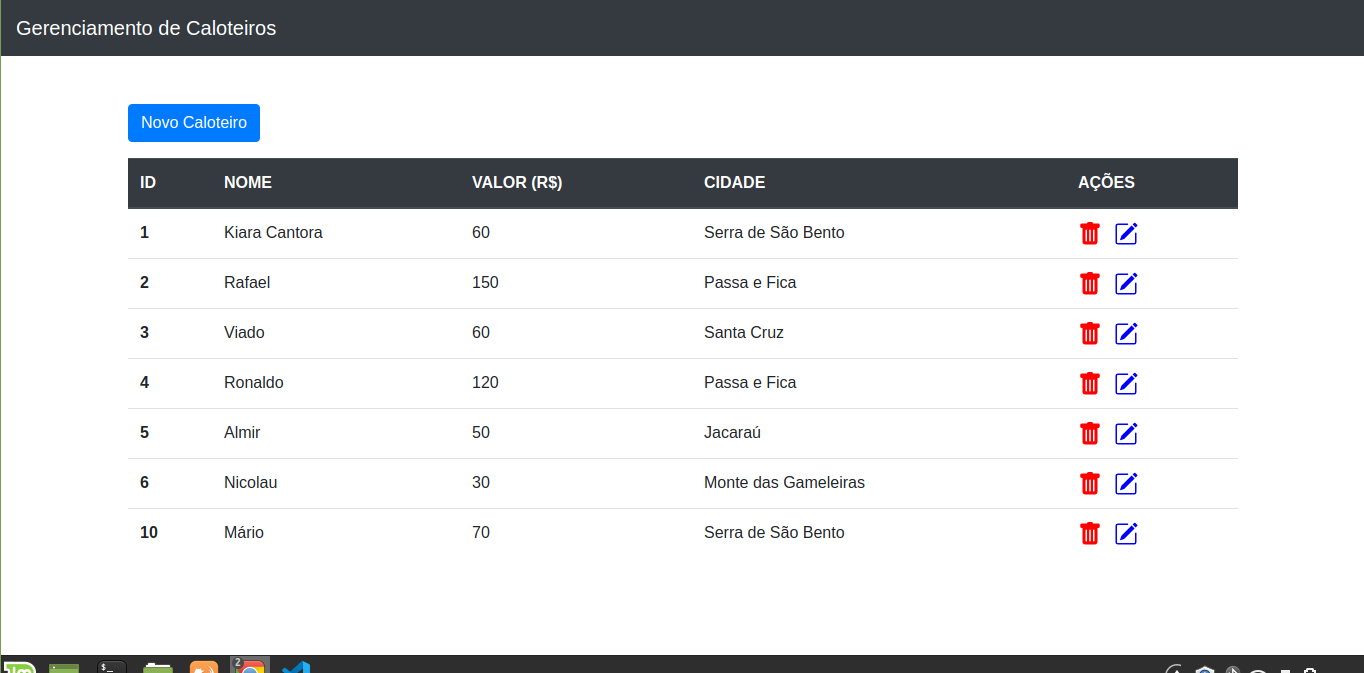 Gerenciamento de Caloteiros
Novo Caloteiro
ID NOME VALOR (R$) CIDADE AÇÕES
1 Kiara Cantora 60 Serra de São Bento
2 Rafael 150 Passa e Fica
3 Viado 60 Santa Cruz
4 Ronaldo 120 Passa e Fica
5 Almir 50 Jacaraú
6 Nicolau 30 Monte das Gameleiras
10 Mário 70 Serra de São Bento
$_ 2